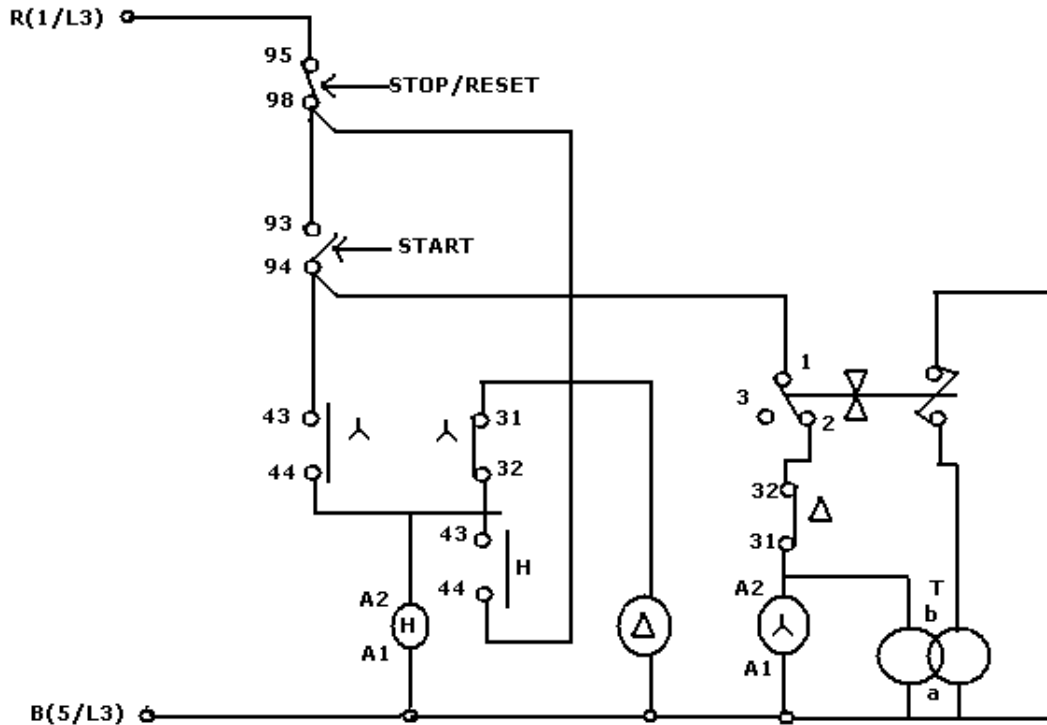 R(1/L3)
95
STOP/RESET
98
93
START
94
1
3
2
43
31
44
32
32
43
H
31
44
A2
A2
T
b
H
A1
A1
a
B(5/L3)